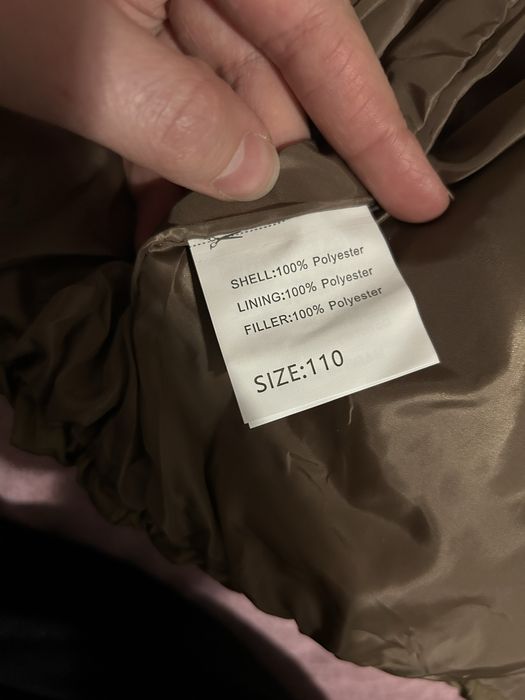 SHELL:100% Polyester
LINING:100% Polyester
FILLER:100% Polyester
SIZE:110